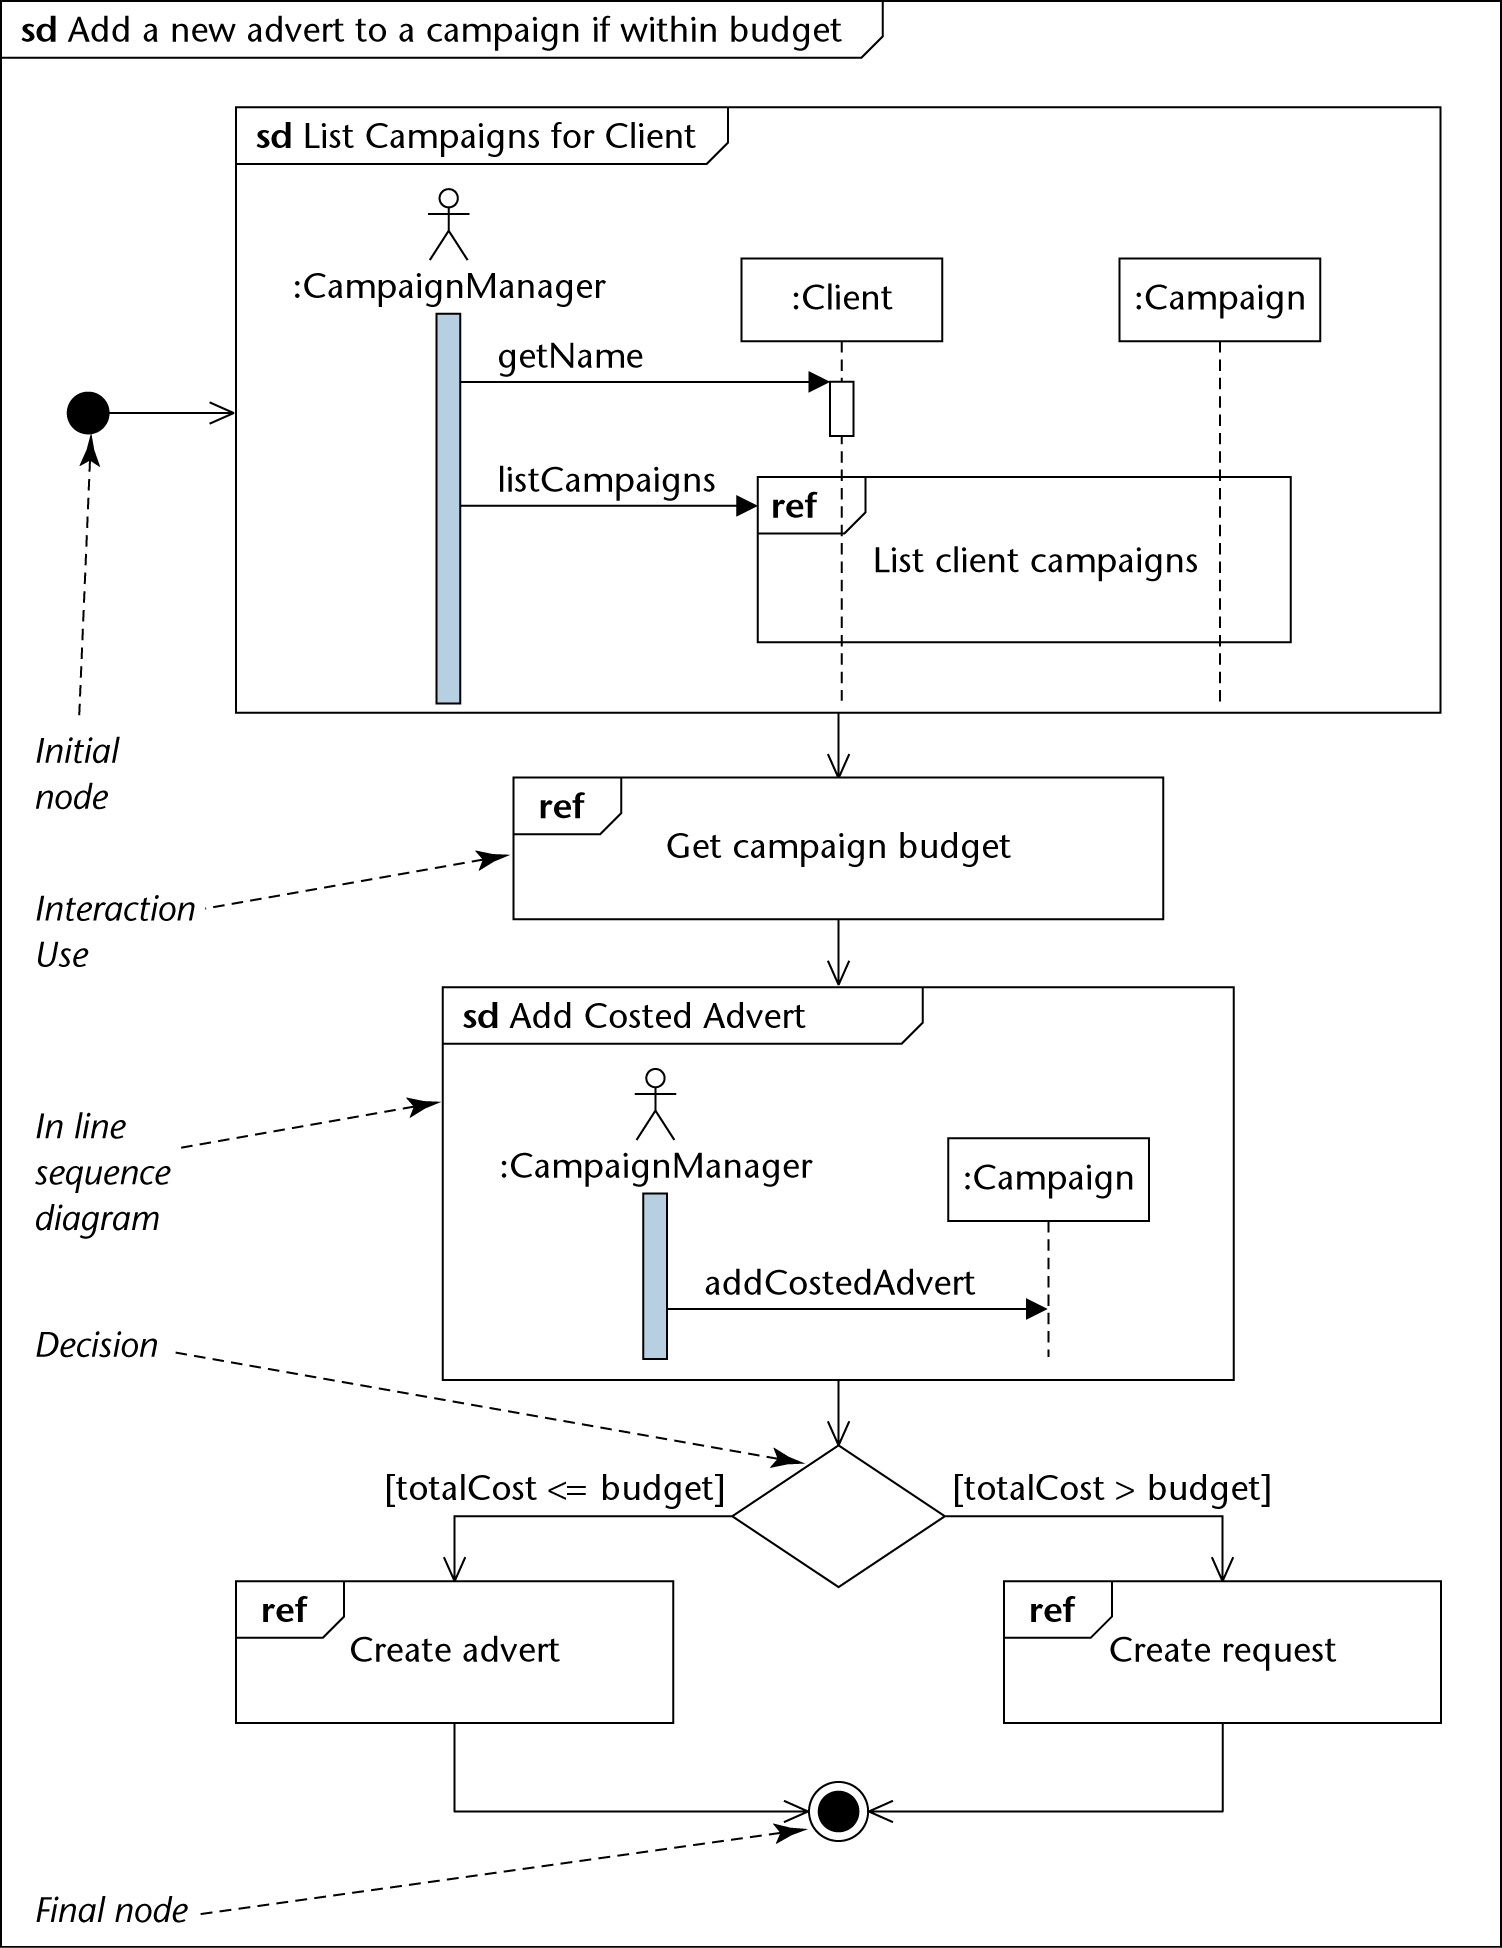 sd Add a new advert to a campaign if within budget
sd List Campaigns for Client
:CampaignManager
:Client
:Campaign
getName
listCampaigns
ref
List client campaigns
Initial
node
ref
Get campaign budget
Interaction
Use
sd Add Costed Advert
In line
sequence
diagram
:CampaignManager
:Campaign
addCostedAdvert
Decision
[totalCost <= budget]
[totalCost > budget]
ref
Create advert
ref
Create request
Final node